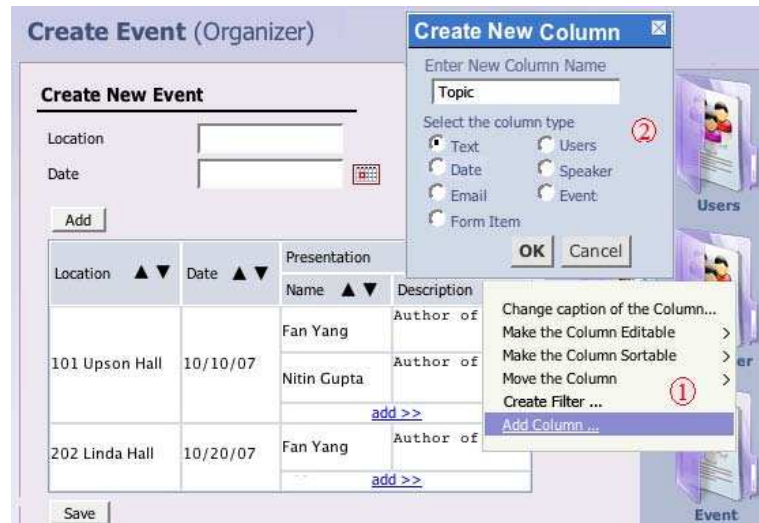 Create Event (Organizer)
Create New Event
Location
Date
Add
Location ▲▼ Date ▲▼ Presentation
Name ▲▼ Description
101 Upson Hall 10/10/07
Fan Yang Author of
Nitin Gupta Author of
add >>
202 Linda Hall 10/20/07
Fan Yang Author of
add >>
Save
Create New Column
Enter New Column Name
Topic
Select the column type
Text Users
Date Speaker
Email Event
Form Item
②
OK Cancel
Change caption of the Column...
Make the Column Editable >
Make the Column Sortable >
Move the Column >
Create Filter ...
Add Column ...
①
Users
er
Event